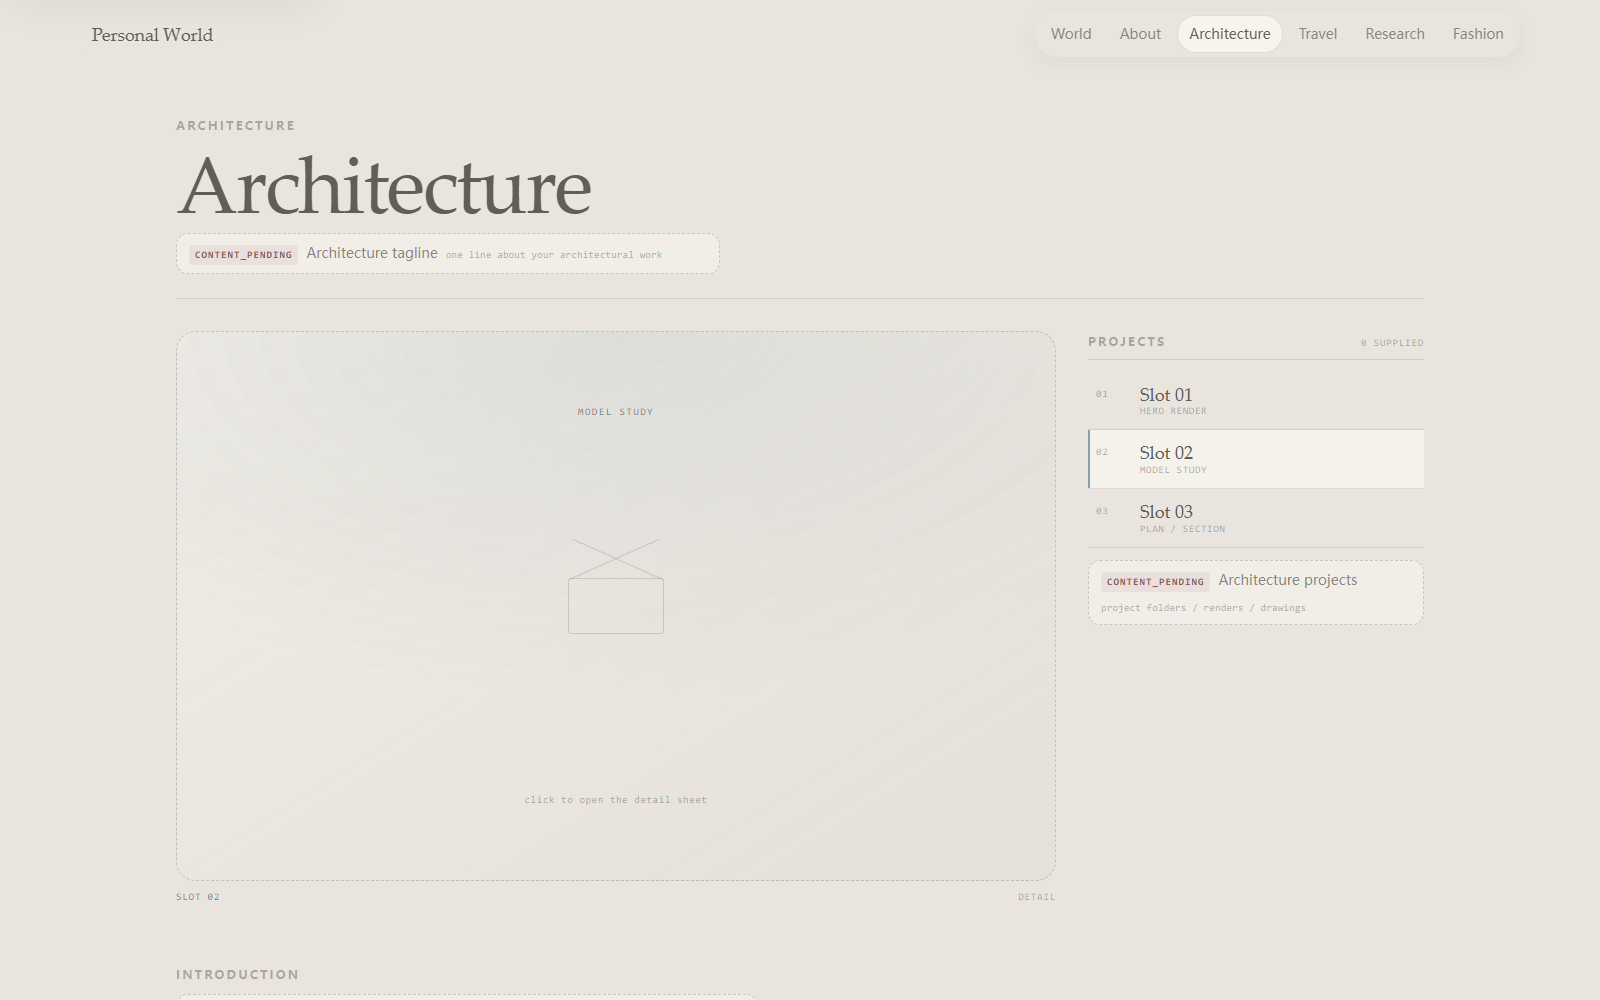 Personal World
World About Architecture Travel Research Fashion
ARCHITECTURE
Architecture
CONTENT_PENDING Architecture tagline one line about your architectural work
MODEL STUDY
click to open the detail sheet
SLOT 02 DETAIL
PROJECTS 0 SUPPLIED
01 Slot 01
HERO RENDER
02 Slot 02
MODEL STUDY
03 Slot 03
PLAN / SECTION
CONTENT_PENDING Architecture projects
project folders / renders / drawings
INTRODUCTION